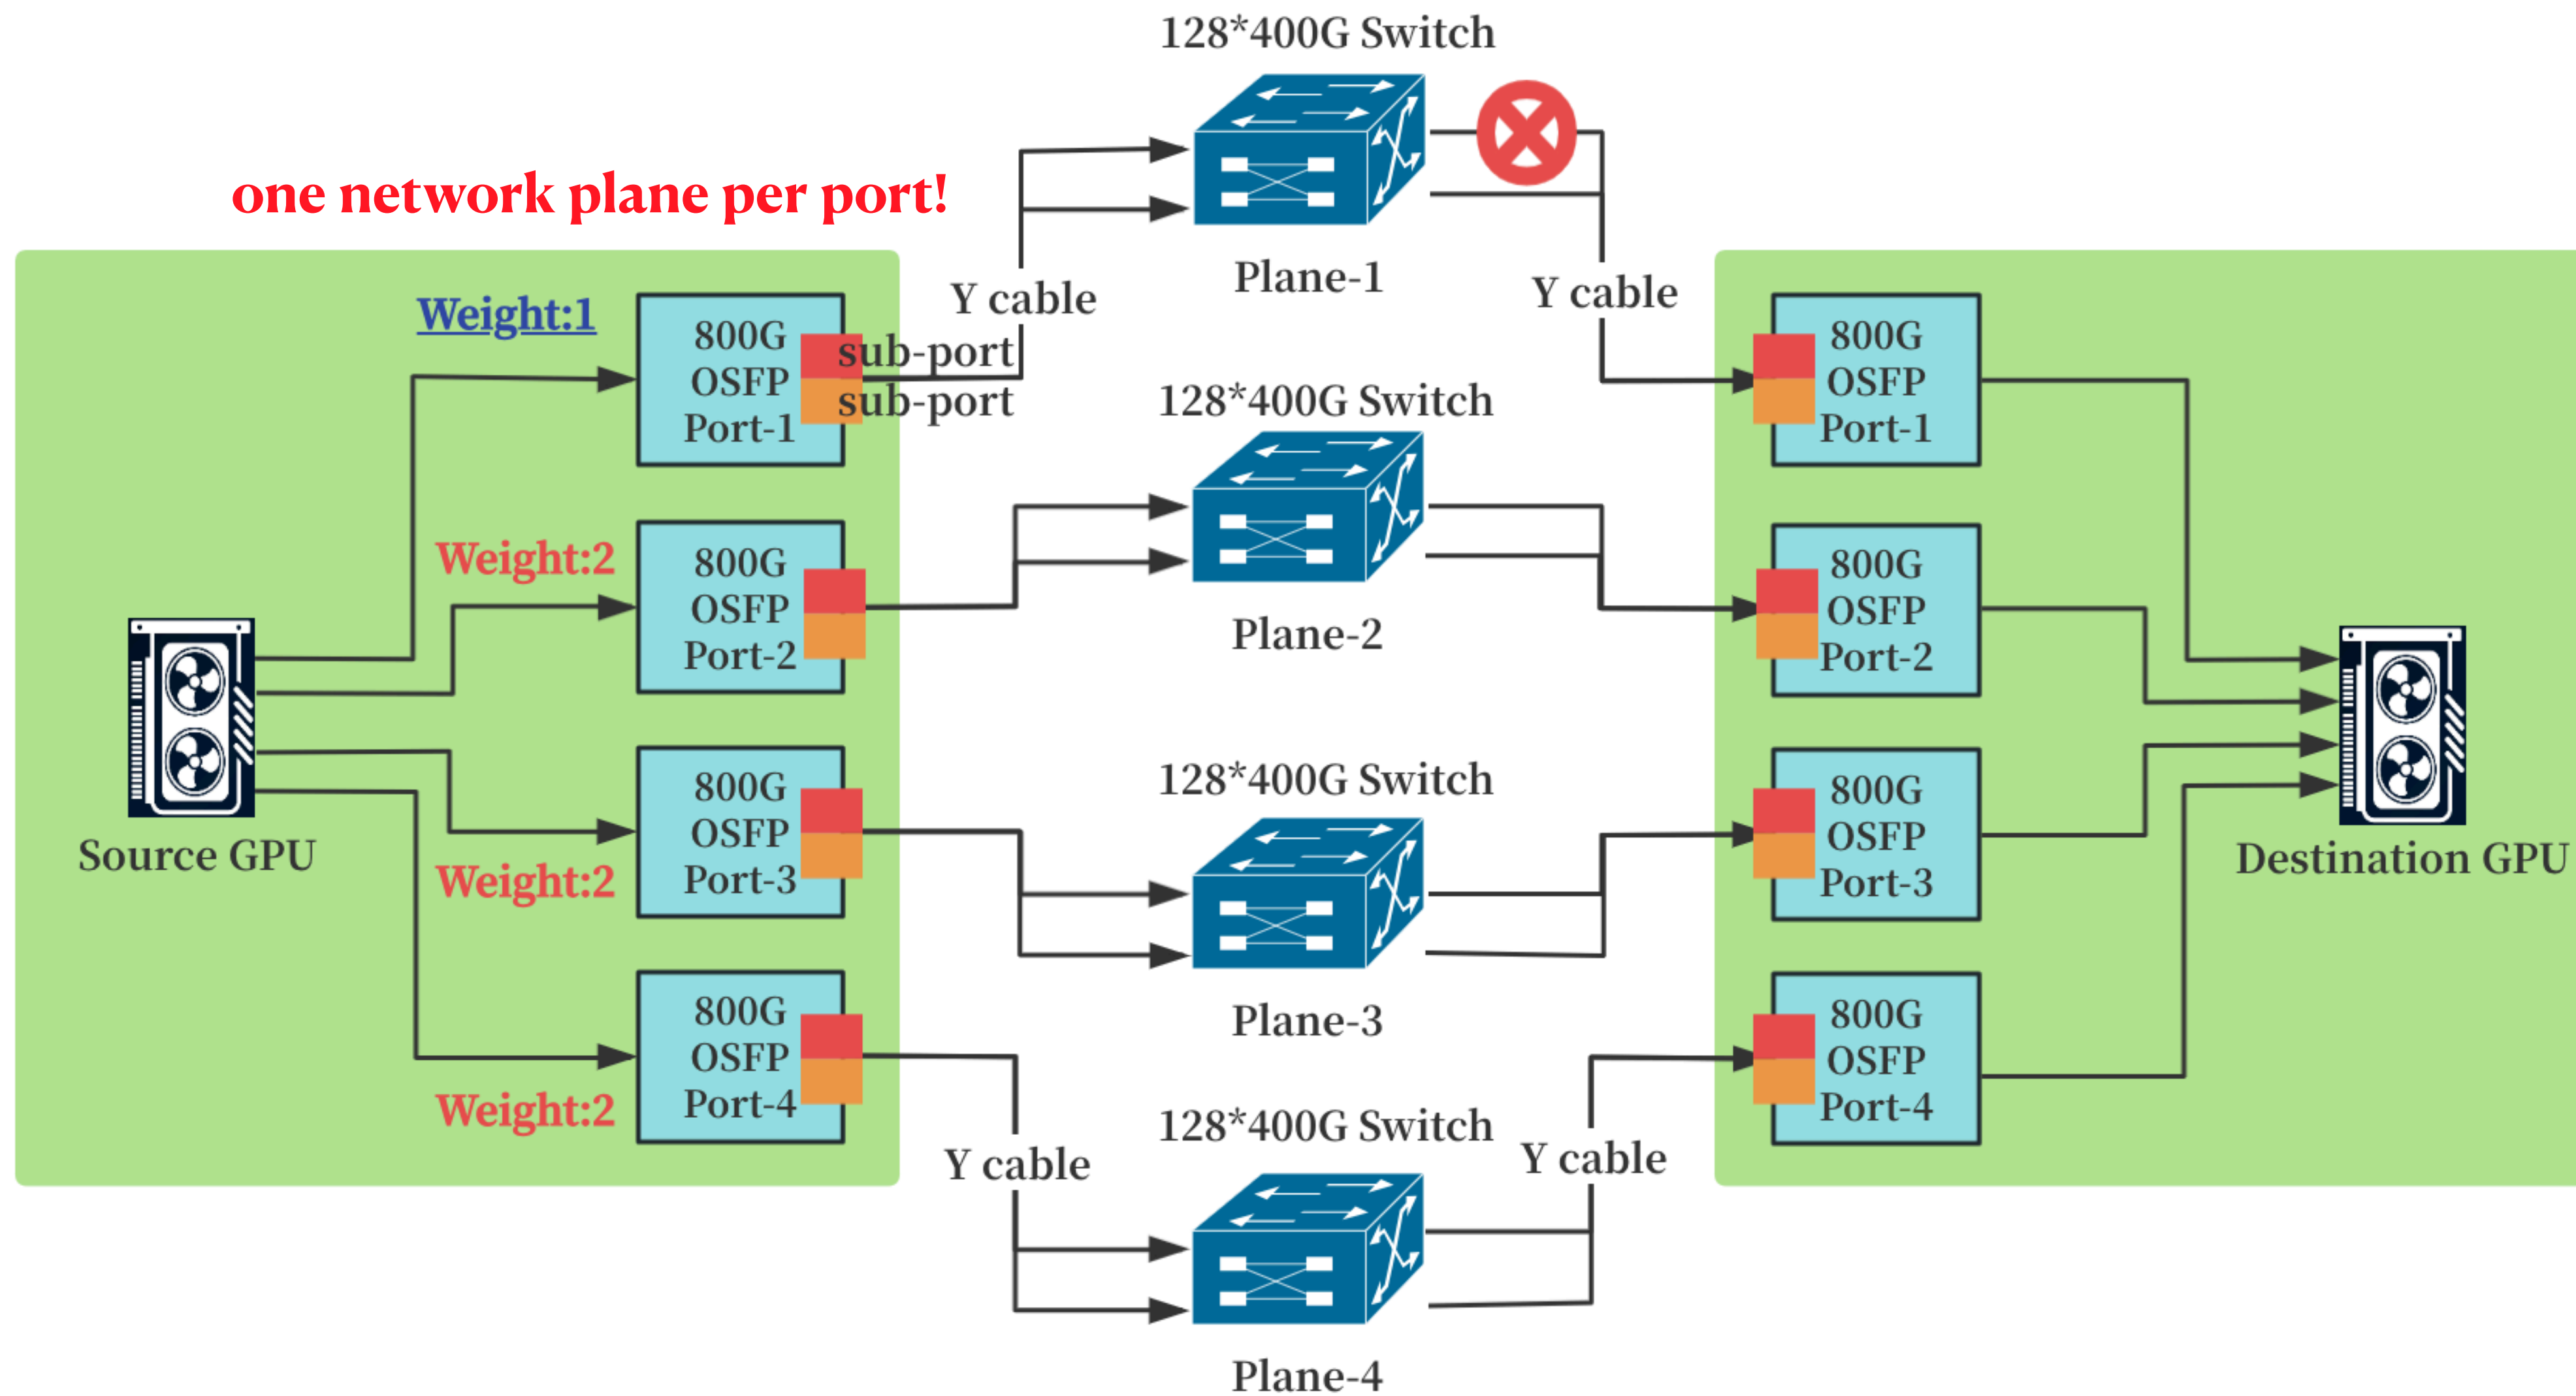 128*400G Switch
one network plane per port!
Plane-1
Y cable
Y cable
Weight:1
800G
OSFP
Port-1
sub-port
sub-port
800G
OSFP
Port-1
128*400G Switch
Weight:2
800G
OSFP
Port-2
Plane-2
800G
OSFP
Port-2
Source GPU
Weight:2
800G
OSFP
Port-3
128*400G Switch
Plane-3
800G
OSFP
Port-3
Destination GPU
Weight:2
800G
OSFP
Port-4
Y cable
128*400G Switch
Y cable
Plane-4
800G
OSFP
Port-4